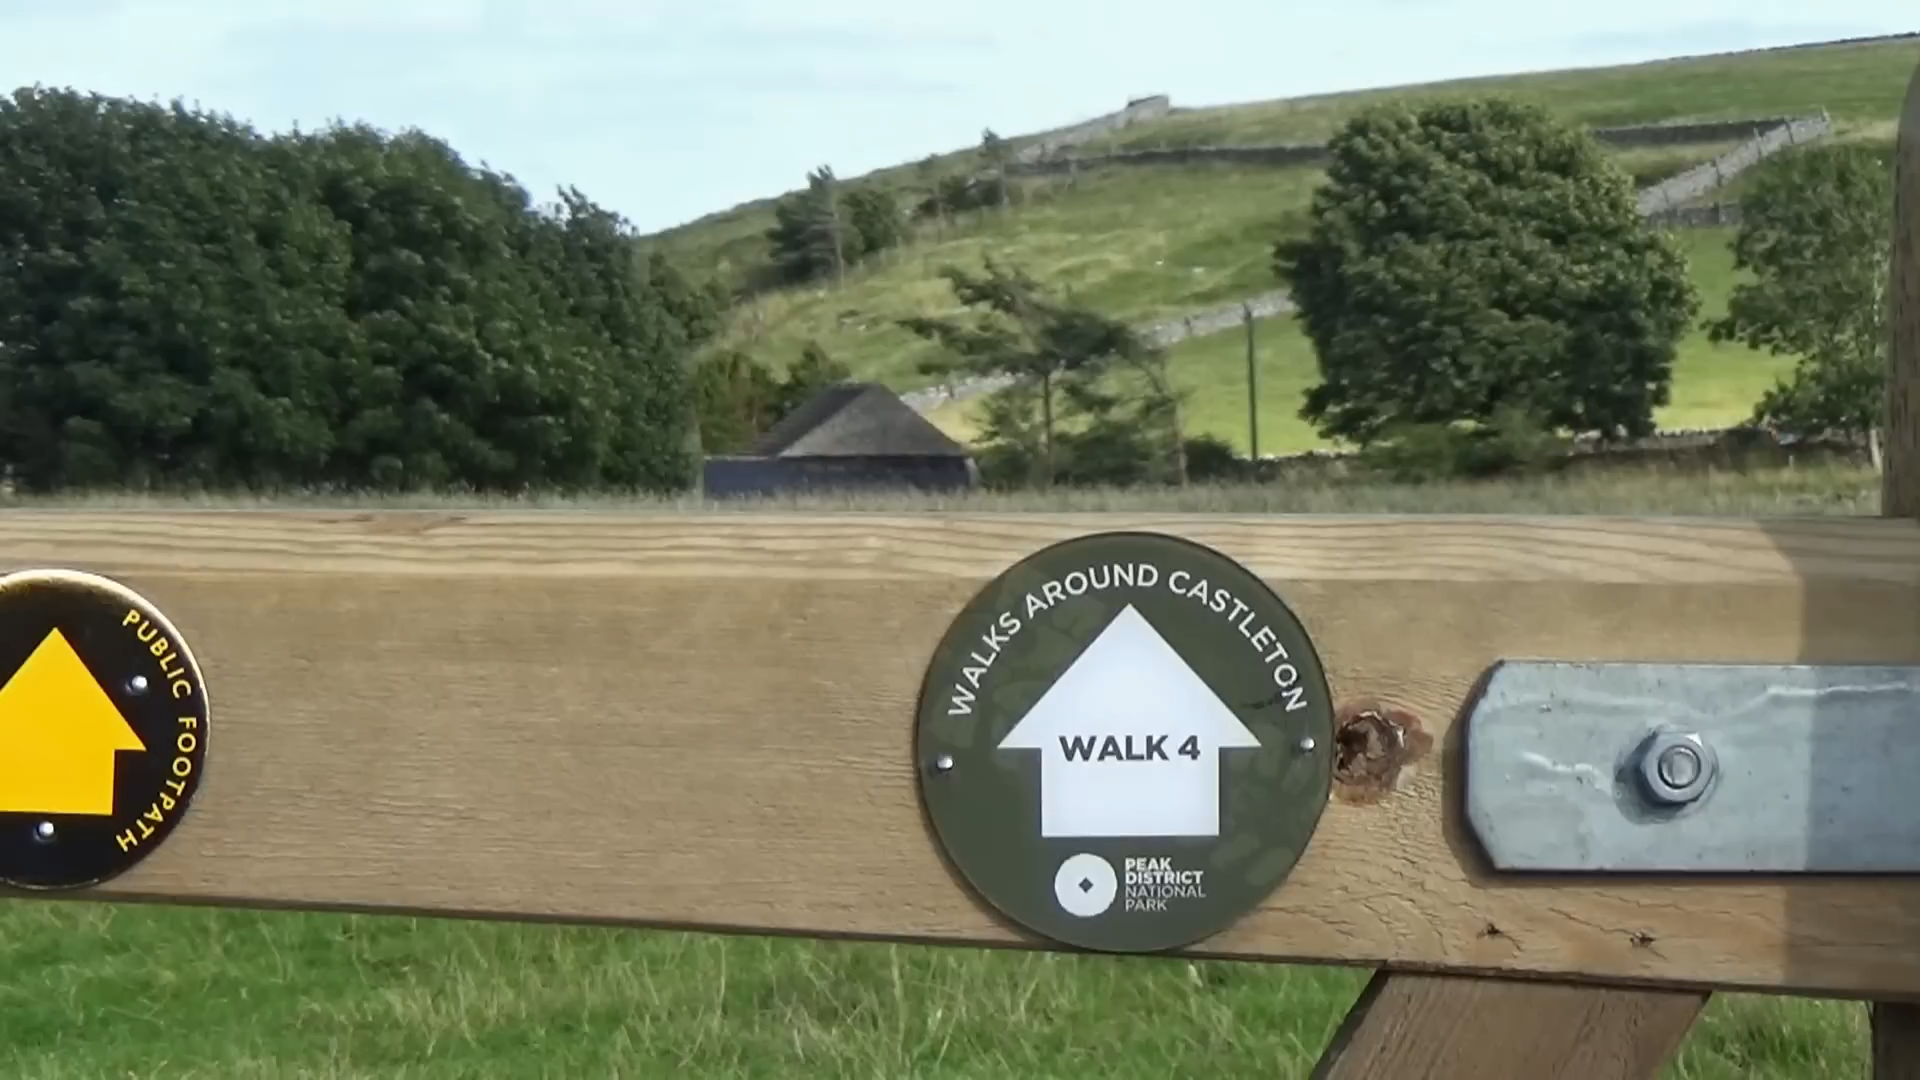 PUBLIC FOOTPATH
WALKS AROUND CASTLETON
WALK 4
PEAK
DISTRICT
NATIONAL
PARK